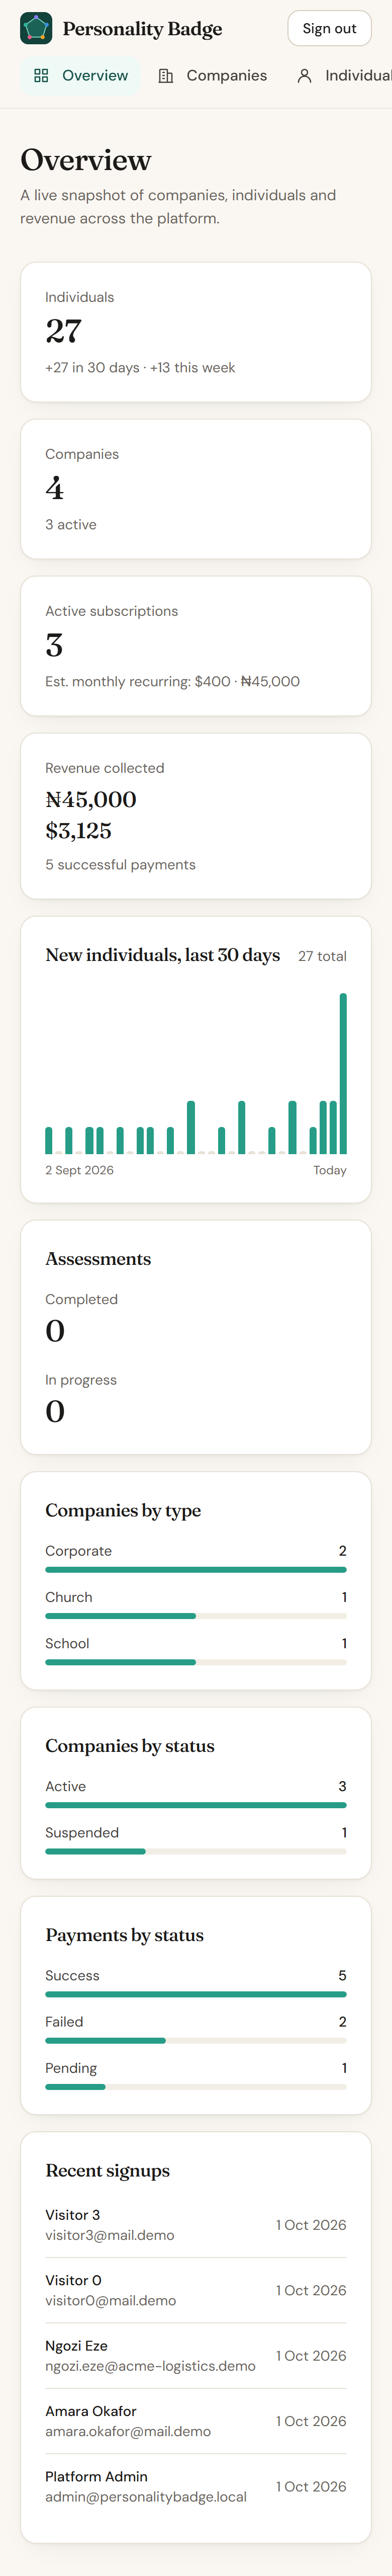 Personality Badge
Sign out
Overview
Companies
Individual
Overview
A live snapshot of companies, individuals and
revenue across the platform.
Individuals
27
+27 in 30 days · +13 this week
Companies
4
3 active
Active subscriptions
3
Est. monthly recurring: $400 · ₦45,000
Revenue collected
₦45,000
$3,125
5 successful payments
New individuals, last 30 days 27 total
2 Sept 2026 Today
Assessments
Completed
0
In progress
0
Companies by type
Corporate 2
Church 1
School 1
Companies by status
Active 3
Suspended 1
Payments by status
Success 5
Failed 2
Pending 1
Recent signups
Visitor 3
visitor3@mail.demo
1 Oct 2026
Visitor 0
visitor0@mail.demo
1 Oct 2026
Ngozi Eze
ngozi.eze@acme-logistics.demo
1 Oct 2026
Amara Okafor
amara.okafor@mail.demo
1 Oct 2026
Platform Admin
admin@personalitybadge.local
1 Oct 2026